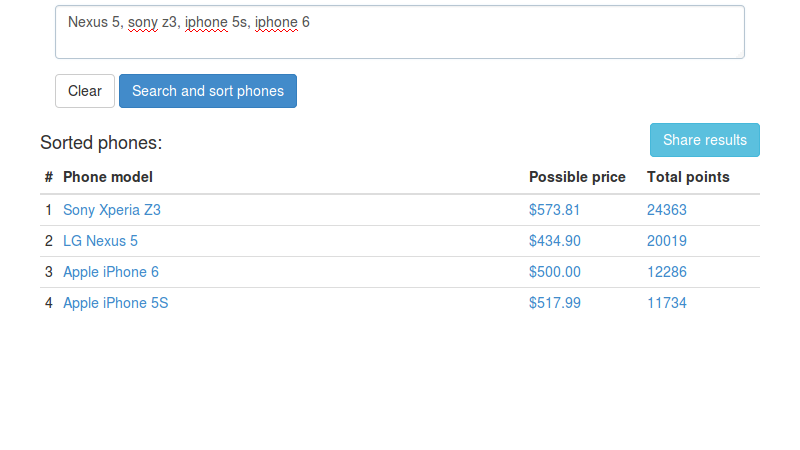 Nexus 5, sony z3, iphone 5s, iphone 6
Clear Search and sort phones
Sorted phones: Share results
# Phone model Possible price Total points
1 Sony Xperia Z3 $573.81 24363
2 LG Nexus 5 $434.90 20019
3 Apple iPhone 6 $500.00 12286
4 Apple iPhone 5S $517.99 11734